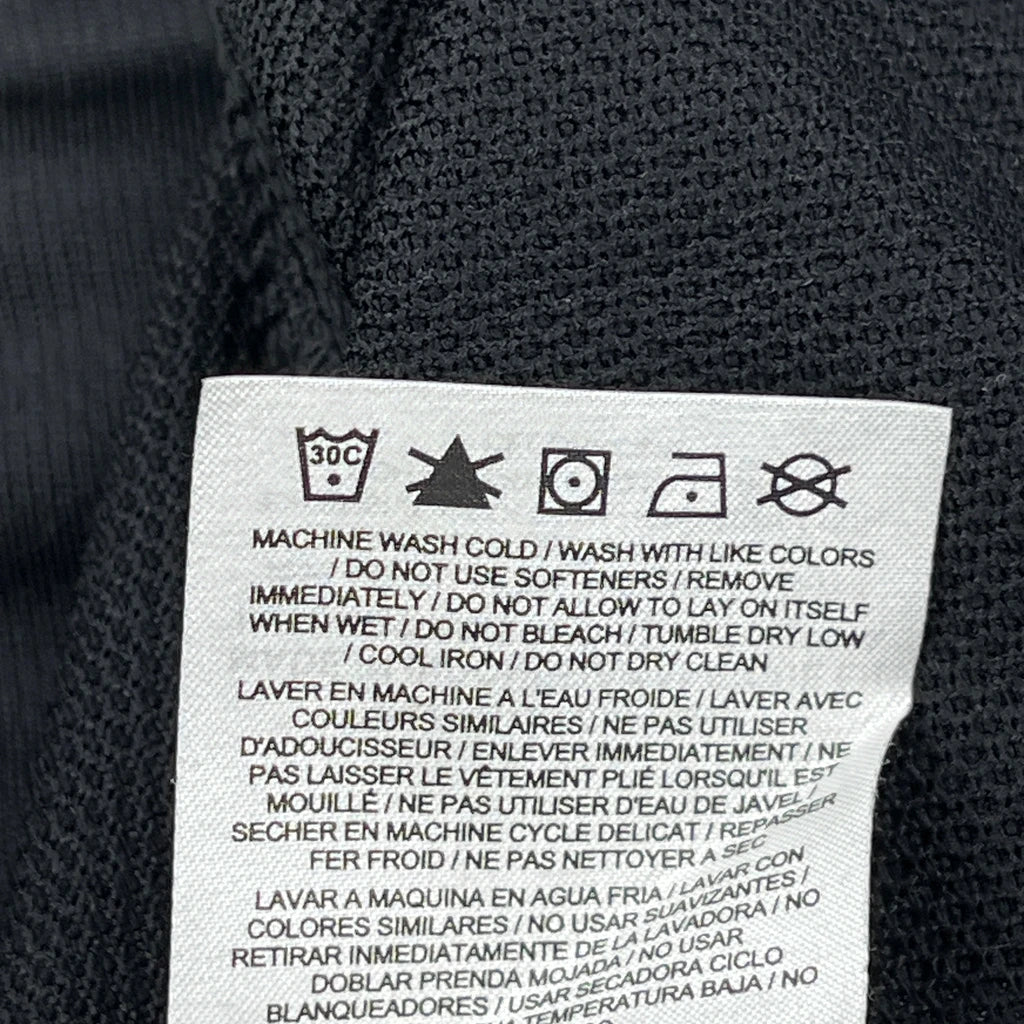 30C
MACHINE WASH COLD / WASH WITH LIKE COLORS
/ DO NOT USE SOFTENERS / REMOVE
IMMEDIATELY / DO NOT ALLOW TO LAY ON ITSELF
WHEN WET / DO NOT BLEACH / TUMBLE DRY LOW
/ COOL IRON / DO NOT DRY CLEAN
LAVER EN MACHINE A L'EAU FROIDE / LAVER AVEC
COULEURS SIMILAIRES / NE PAS UTILISER
D'ADOUCISSEUR / ENLEVER IMMEDIATEMENT / NE
PAS LAISSER LE VÊTEMENT PLIÉ LORSQU'IL EST
MOUILLÉ / NE PAS UTILISER D'EAU DE JAVEL /
SECHER EN MACHINE CYCLE DELICAT / REPASSER
FER FROID / NE PAS NETTOYER A SEC
LAVAR A MAQUINA EN AGUA FRIA / LAVAR CON
COLORES SIMILARES / NO USAR SUAVIZANTES /
RETIRAR INMEDIATAMENTE DE LA LAVADORA / NO
DOBLAR PRENDA MOJADA / NO USAR
BLANQUEADORES / USAR SECADORA CICLO
TEMPERATURA BAJA / NO